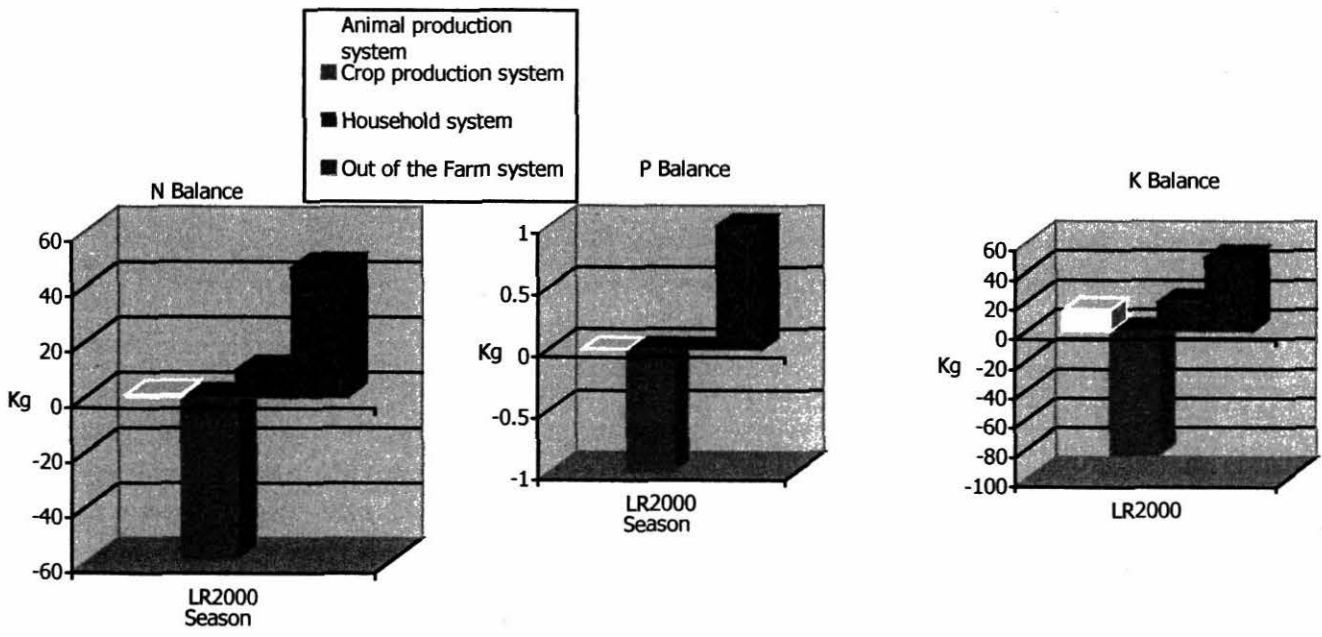 Animal production
system
Crop production system
Household system
Out of the Farm system
N Balance
60
40
20
Kg
0
-20
-40
-60
LR2000
Season
P Balance
1
0.5
Kg
0
-0.5
-1
LR2000
Season
K Balance
60
40
20
0
Kg
-20
-40
-60
-80
-100
LR2000